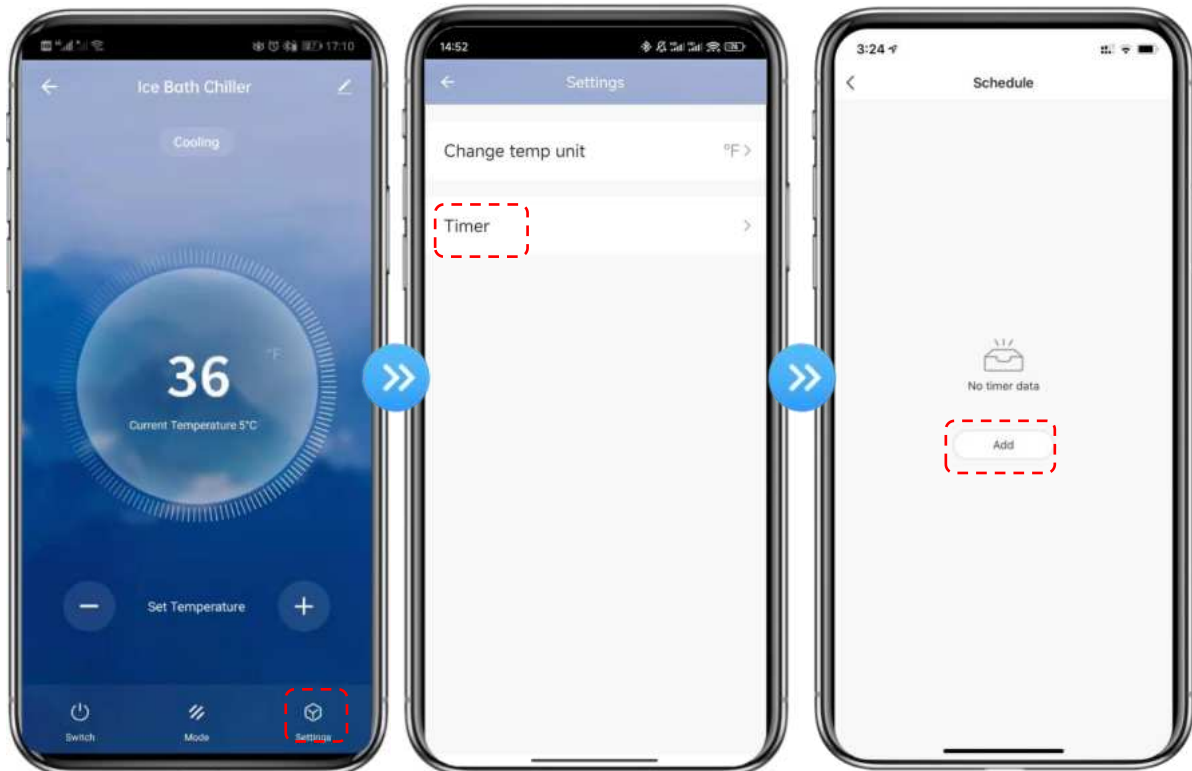 17:10
Ice Bath Chiller
Cooling
°F
36
Current Temperature 5°C
Set Temperature
Switch
Mode
Settings
14:52
Settings
Change temp unit
°F
Timer
3:24
Schedule
No timer data
Add